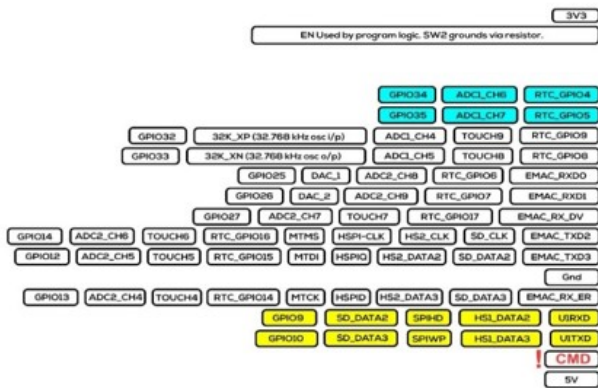 3V3
EN Used by program logic. SW2 grounds via resistor.
GPIO34 ADC1_CH6 RTC_GPIO4
GPIO35 ADC1_CH7 RTC_GPIO5
GPIO32 32K_XP (32.768 kHz osc i/p) ADC1_CH4 TOUCH9 RTC_GPIO9
GPIO33 32K_XN (32.768 kHz osc o/p) ADC1_CH5 TOUCH8 RTC_GPIO8
GPIO25 DAC_1 ADC2_CH8 RTC_GPIO6 EMAC_RXD0
GPIO26 DAC_2 ADC2_CH9 RTC_GPIO7 EMAC_RXD1
GPIO27 ADC2_CH7 TOUCH7 RTC_GPIO17 EMAC_RX_DV
GPIO14 ADC2_CH6 TOUCH6 RTC_GPIO16 MTMS HSPI-CLK HS2_CLK SD_CLK EMAC_TXD2
GPIO12 ADC2_CH5 TOUCH5 RTC_GPIO15 MTDI HSPIQ HS2_DATA2 SD_DATA2 EMAC_TXD3
Gnd
GPIO13 ADC2_CH4 TOUCH4 RTC_GPIO14 MTCK HSPID HS2_DATA3 SD_DATA3 EMAC_RX_ER
GPIO9 SD_DATA2 SPIHD HS1_DATA2 U1RXD
GPIO10 SD_DATA3 SPIWP HS1_DATA3 U1TXD
! CMD
5V